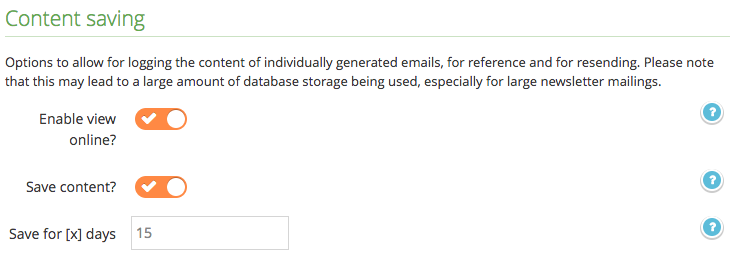 Content saving
Options to allow for logging the content of individually generated emails, for reference and for resending. Please note
that this may lead to a large amount of database storage being used, especially for large newsletter mailings.
Enable view
online?
?
Save content?
?
Save for [x] days
15
?